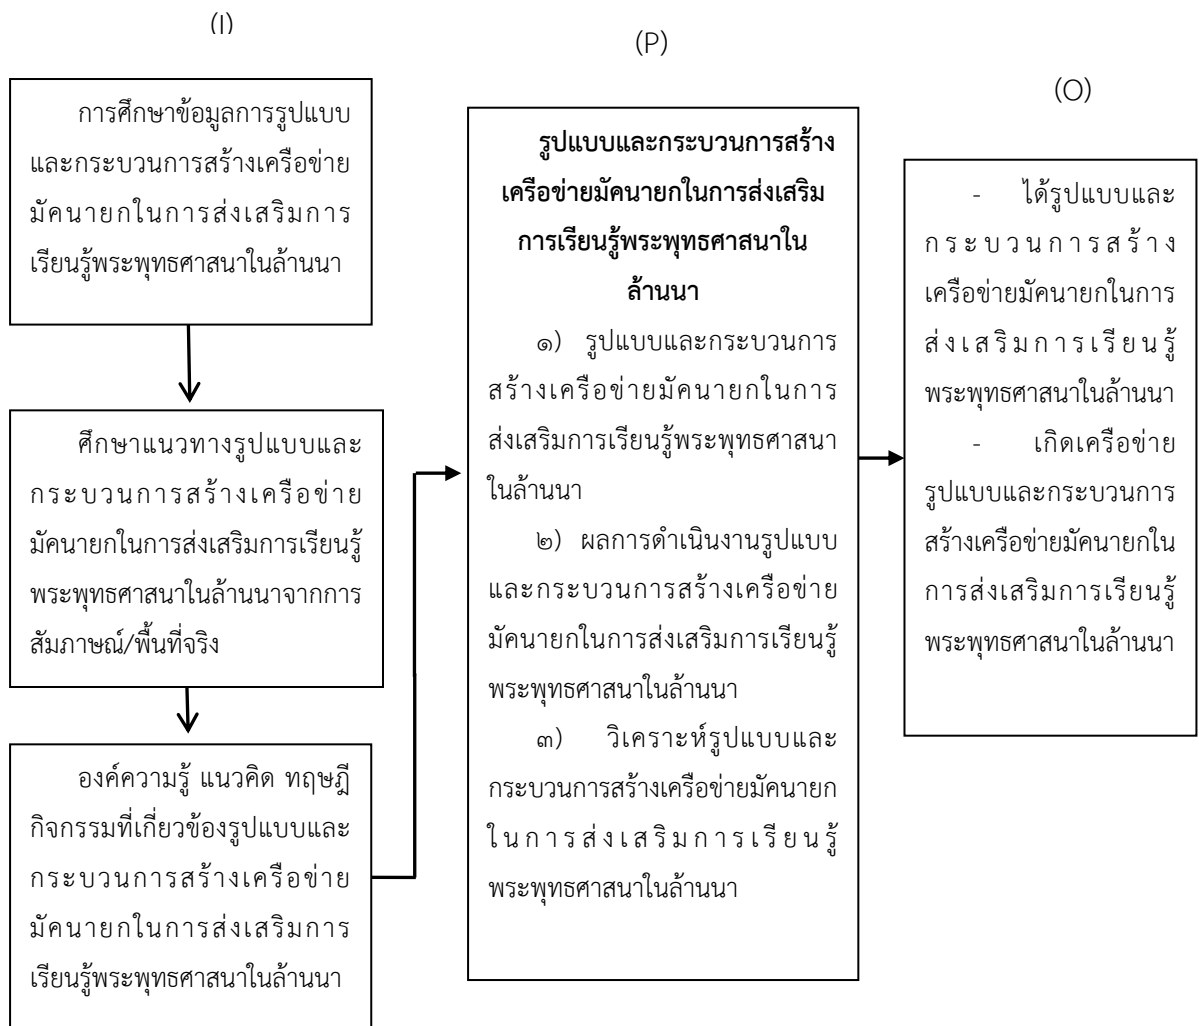 (I)
การศึกษาข้อมูลการรูปแบบ
และกระบวนการสร้างเครือข่าย
มัคนายกในการส่งเสริมการ
เรียนรู้พระพุทธศาสนาในล้านนา
ศึกษาแนวทางรูปแบบและ
กระบวนการสร้างเครือข่าย
มัคนายกในการส่งเสริมการเรียนรู้
พระพุทธศาสนาในล้านนาจากการ
สัมภาษณ์/พื้นที่จริง
องค์ความรู้ แนวคิด ทฤษฎี
กิจกรรมที่เกี่ยวข้องรูปแบบและ
กระบวนการสร้างเครือข่าย
มัคนายกในการส่งเสริมการ
เรียนรู้พระพุทธศาสนาในล้านนา
(P)
รูปแบบและกระบวนการสร้าง
เครือข่ายมัคนายกในการส่งเสริม
การเรียนรู้พระพุทธศาสนาใน
ล้านนา
๑) รูปแบบและกระบวนการ
สร้างเครือข่ายมัคนายกในการ
ส่งเสริมการเรียนรู้พระพุทธศาสนา
ในล้านนา
๒) ผลการดำเนินงานรูปแบบ
และกระบวนการสร้างเครือข่าย
มัคนายกในการส่งเสริมการเรียนรู้
พระพุทธศาสนาในล้านนา
๓) วิเคราะห์รูปแบบและ
กระบวนการสร้างเครือข่ายมัคนายก
ในการส่งเสริมการเรียนรู้
พระพุทธศาสนาในล้านนา
(O)
- ได้รูปแบบและ
กระบวนการสร้าง
เครือข่ายมัคนายกในการ
ส่งเสริมการเรียนรู้
พระพุทธศาสนาในล้านนา
- เกิดเครือข่าย
รูปแบบและกระบวนการ
สร้างเครือข่ายมัคนายกใน
การส่งเสริมการเรียนรู้
พระพุทธศาสนาในล้านนา